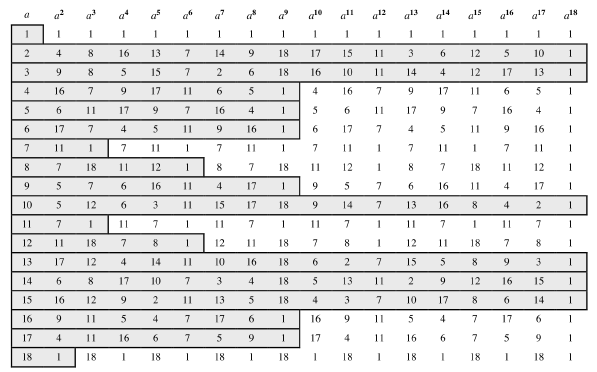 a a² a³ a⁴ a⁵ a⁶ a⁷ a⁸ a⁹ a¹⁰ a¹¹ a¹² a¹³ a¹⁴ a¹⁵ a¹⁶ a¹⁷ a¹⁸
1 1 1 1 1 1 1 1 1 1 1 1 1 1 1 1 1 1
2 4 8 16 13 7 14 9 18 17 15 11 3 6 12 5 10 1
3 9 8 5 15 7 2 6 18 16 10 11 14 4 12 17 13 1
4 16 7 9 17 11 6 5 1 4 16 7 9 17 11 6 5 1
5 6 11 17 9 7 16 4 1 5 6 11 17 9 7 16 4 1
6 17 7 4 5 11 9 16 1 6 17 7 4 5 11 9 16 1
7 11 1 7 11 1 7 11 1 7 11 1 7 11 1 7 11 1
8 7 18 11 12 1 8 7 18 11 12 1 8 7 18 11 12 1
9 5 7 6 16 11 4 17 1 9 5 7 6 16 11 4 17 1
10 5 12 6 3 11 15 17 18 9 14 7 13 16 8 4 2 1
11 7 1 11 7 1 11 7 1 11 7 1 11 7 1 11 7 1
12 11 18 7 8 1 12 11 18 7 8 1 12 11 18 7 8 1
13 17 12 4 14 11 10 16 18 6 2 7 15 5 8 9 3 1
14 6 8 17 10 7 3 4 18 5 13 11 2 9 12 16 15 1
15 16 12 9 2 11 13 5 18 4 3 7 10 17 8 6 14 1
16 9 11 5 4 7 17 6 1 16 9 11 5 4 7 17 6 1
17 4 11 16 6 7 5 9 1 17 4 11 16 6 7 5 9 1
18 1 18 1 18 1 18 1 18 1 18 1 18 1 18 1 18 1